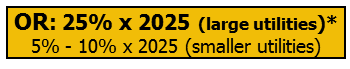 OR: 25% x 2025 (large utilities)*
5% - 10% x 2025 (smaller utilities)